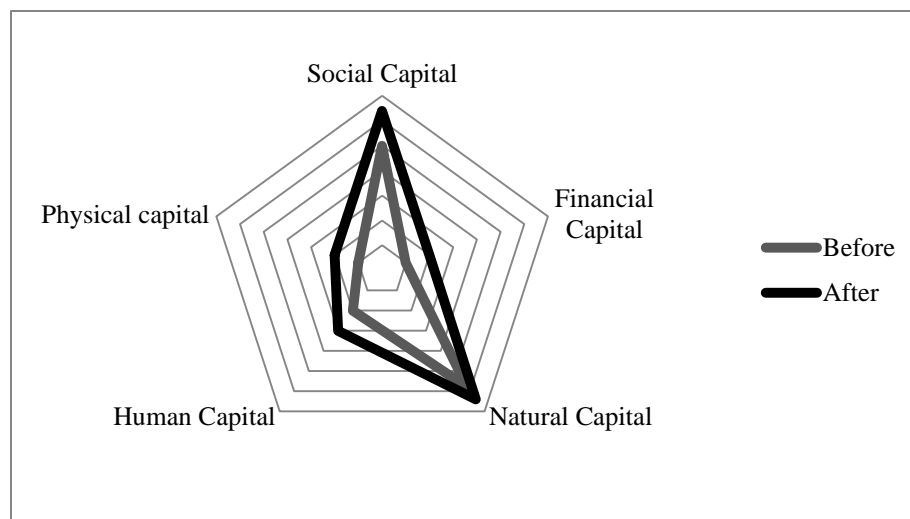 Social Capital
Financial
Capital
Physical capital
Human Capital
Natural Capital
Before
After